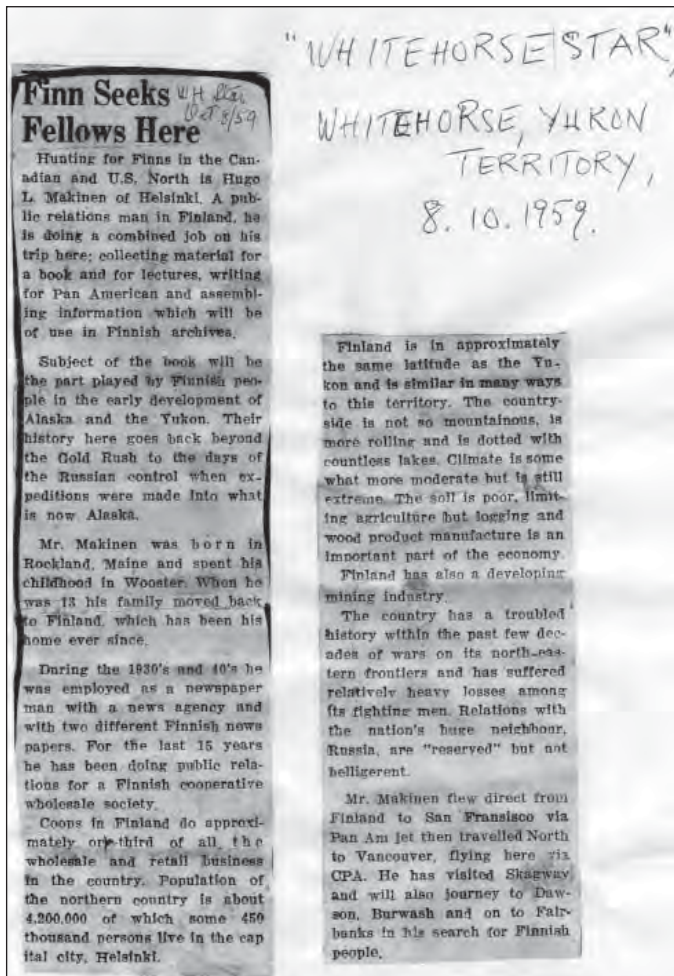 "WHITEHORSE STAR",
WHITEHORSE, YUKON
TERRITORY,
8. 10. 1959.
Finn Seeks
Fellows Here
WH Star
Oct 8/59
Hunting for Finns in the Can-
adian and U.S. North is Hugo
L. Makinen of Helsinki. A pub-
lic relations man in Finland, he
is doing a combined job on his
trip here; collecting material for
a book and for lectures, writing
for Pan American and assembl-
ing information which will be
of use in Finnish archives.
Subject of the book will be
the part played by Finnish peo-
ple in the early development of
Alaska and the Yukon. Their
history here goes back beyond
the Gold Rush to the days of
the Russian control when ex-
peditions were made into what
is now Alaska.
Mr. Makinen was born in
Rockland, Maine and spent his
childhood in Wooster. When he
was 13 his family moved back
to Finland, which has been his
home ever since.
During the 1930's and 40's he
was employed as a newspaper
man with a news agency and
with two different Finnish news
papers. For the last 15 years
he has been doing public rela-
tions for a Finnish cooperative
wholesale society.
Coops in Finland do approxi-
mately one-third of all the
wholesale and retail business
in the country. Population of
the northern country is about
4,200,000 of which some 450
thousand persons live in the cap
ital city, Helsinki.
Finland is in approximately
the same latitude as the Yu-
kon and is similar in many ways
to this territory. The country-
side is not so mountainous, is
more rolling and is dotted with
countless lakes. Climate is some
what more moderate but is still
extreme. The soil is poor, limit-
ing agriculture but logging and
wood product manufacture is an
important part of the economy.
Finland has also a developing
mining industry.
The country has a troubled
history within the past few dec-
ades of wars on its north-eas-
tern frontiers and has suffered
relatively heavy losses among
its fighting men. Relations with
the nation's huge neighbour,
Russia, are "reserved" but not
belligerent.
Mr. Makinen flew direct from
Finland to San Fransisco via
Pan Am jet then travelled North
to Vancouver, flying here via
CPA. He has visited Skagway
and will also journey to Daw-
son, Burwash and on to Fair-
banks in his search for Finnish
people.